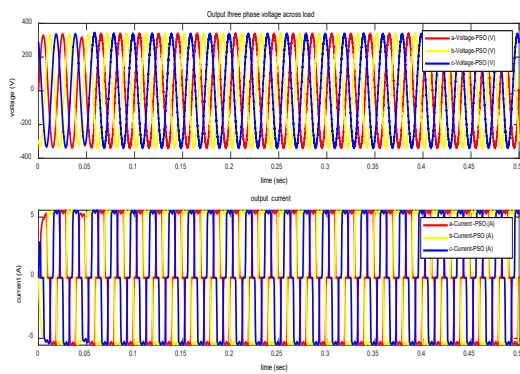 Output three phase voltage across load
voltage (V)
400
200
0
-200
-400
a-Voltage-PSO (V)
b-Voltage-PSO (V)
c-Voltage-PSO (V)
0 0.05 0.1 0.15 0.2 0.25 0.3 0.35 0.4 0.45 0.5
time (sec)
output current
current (A)
5
0
-5
a-Current -PSO (A)
b-Current-PSO (A)
c-Current-PSO (A)
0 0.05 0.1 0.15 0.2 0.25 0.3 0.35 0.4 0.45 0.5
time (sec)